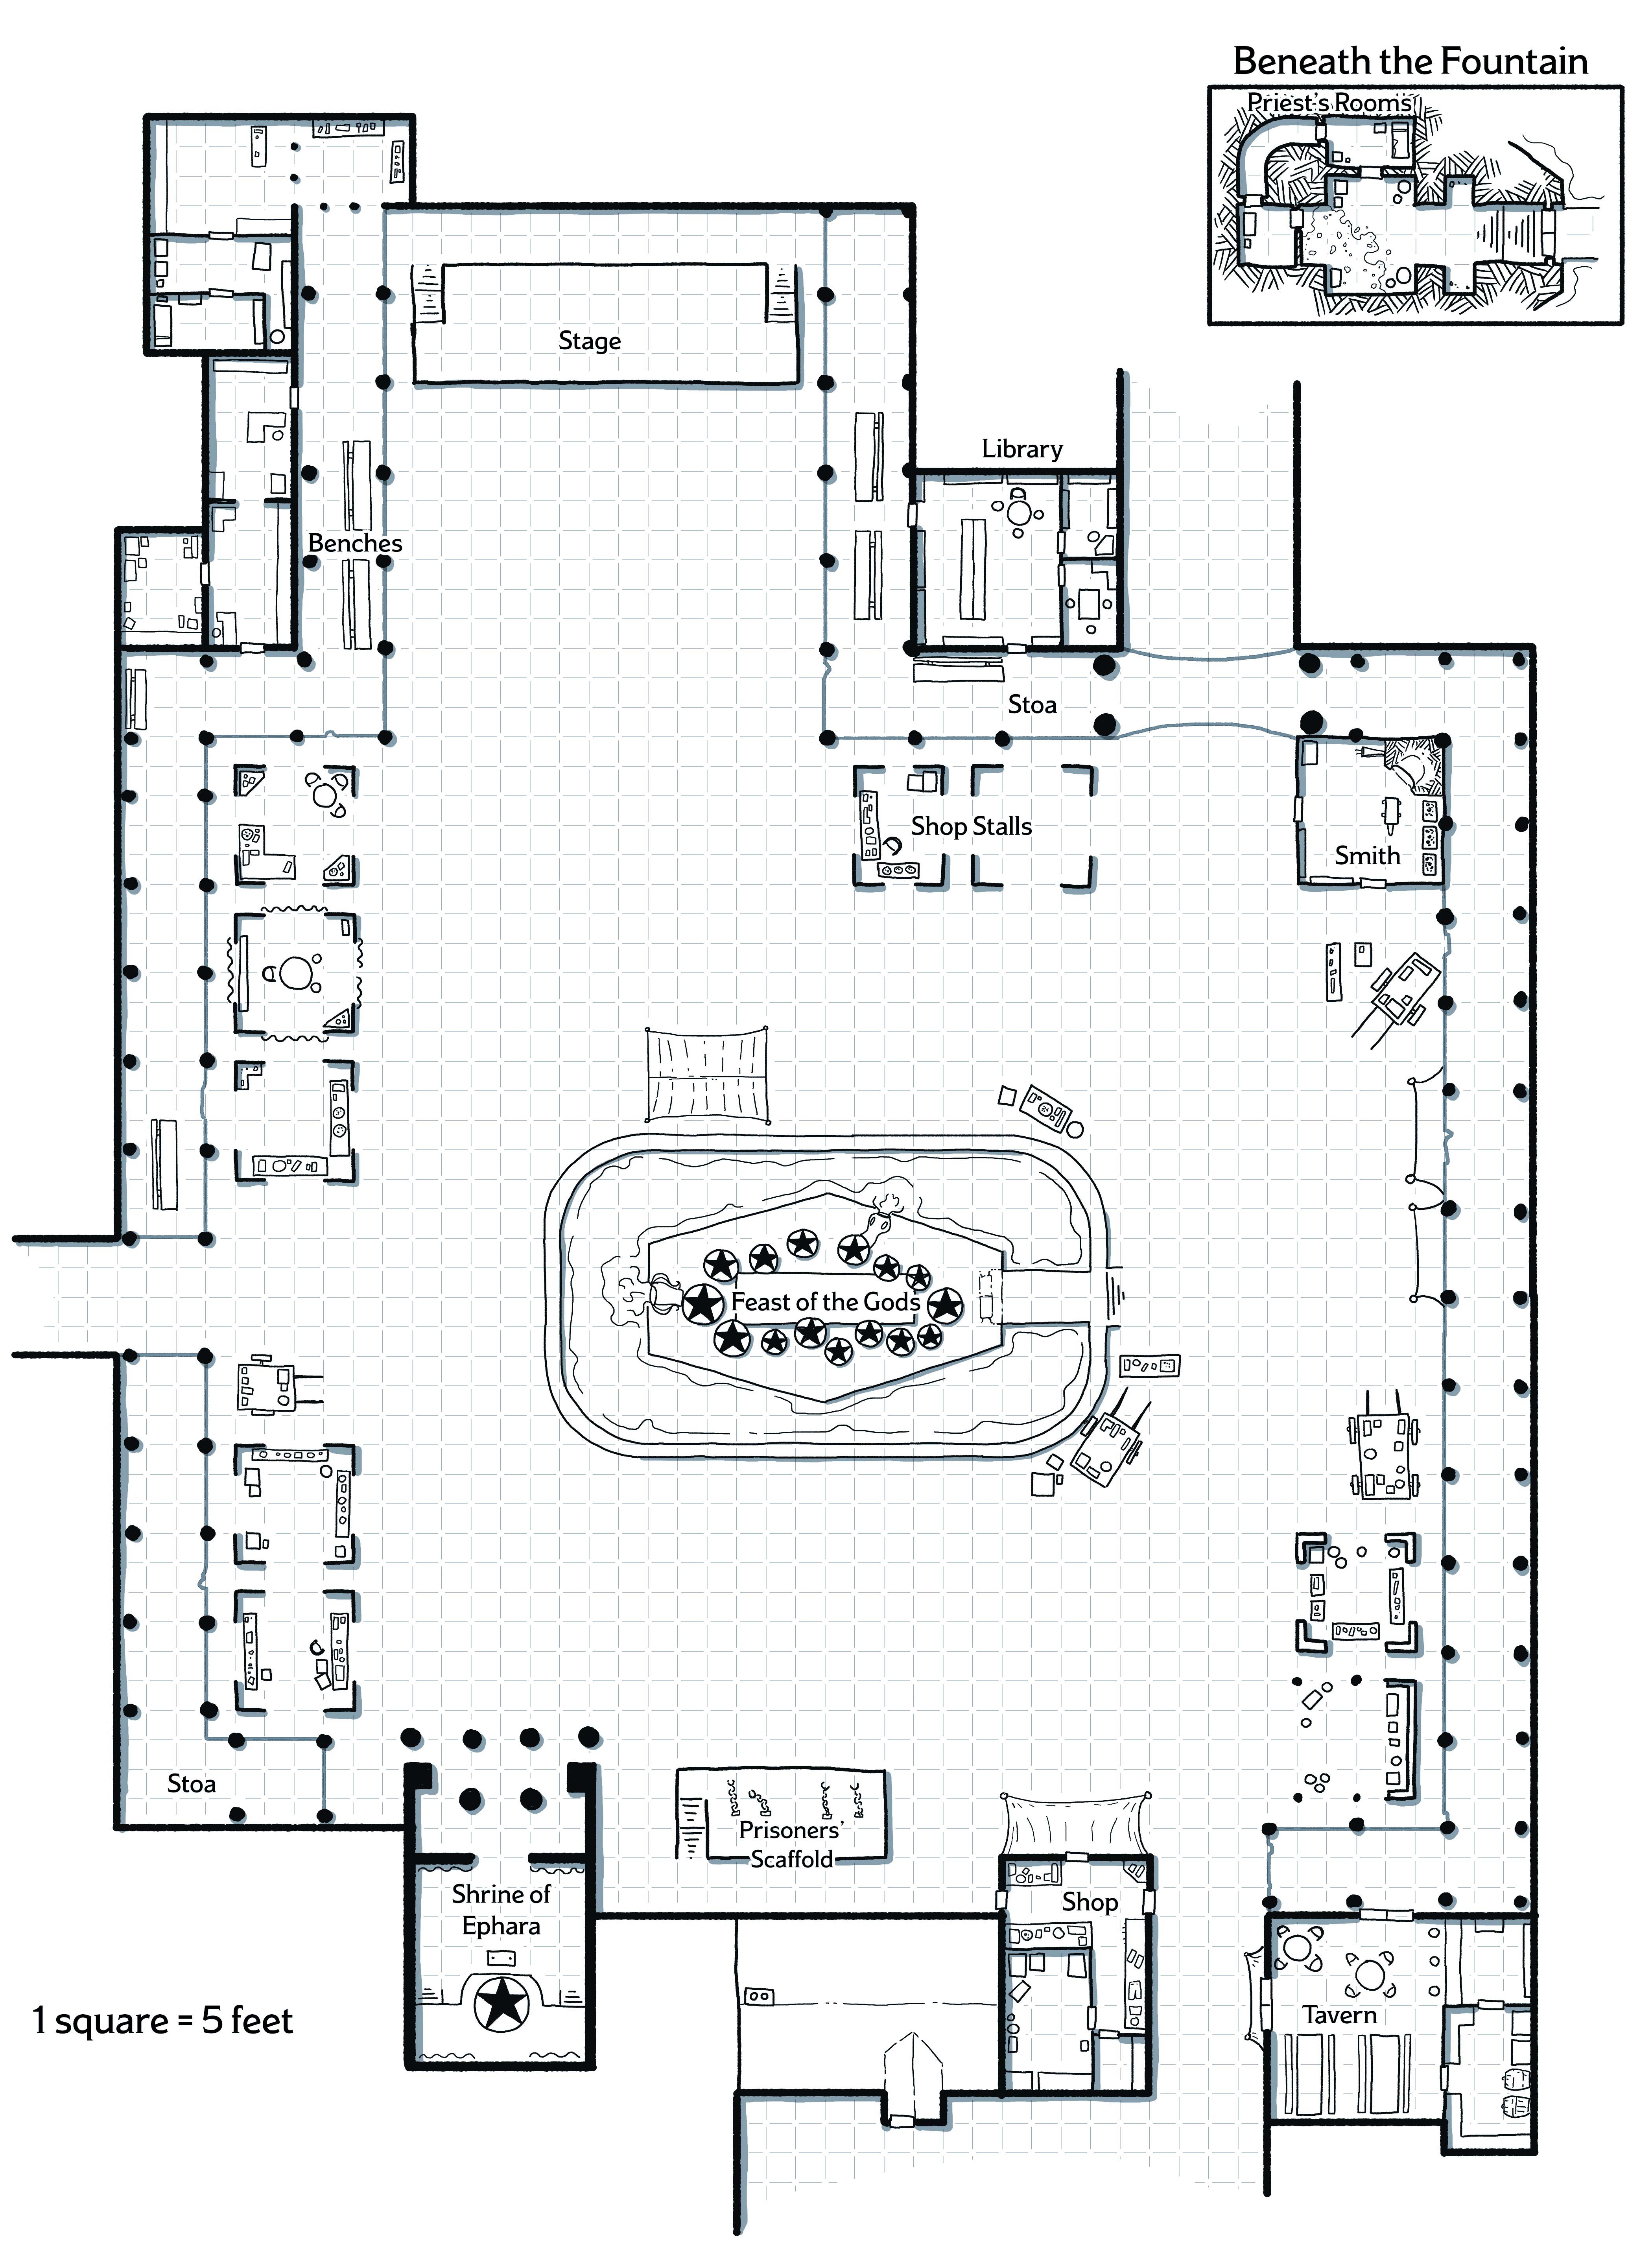 Beneath the Fountain
Priest's Rooms
Stage
Library
Benches
Stoa
Shop Stalls
Smith
Feast of the Gods
Stoa
Prisoners'
Scaffold
Shrine of
Ephara
Shop
Tavern
1 square = 5 feet